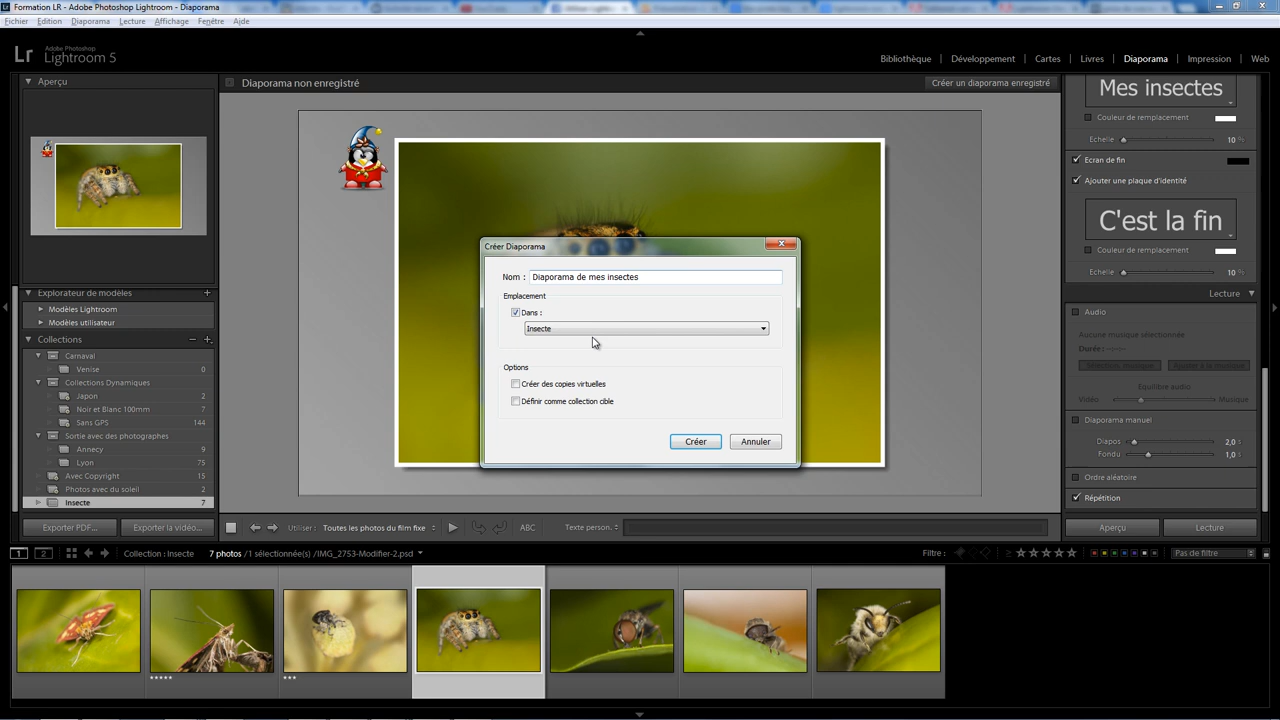 Formation LR - Adobe Photoshop Lightroom - Diaporama
Fichier Edition Diaporama Lecture Affichage Fenêtre Aide
Lr Adobe Photoshop Lightroom 5
Bibliothèque Développement Cartes Livres Diaporama Impression Web
Aperçu
Diaporama non enregistré
Créer un diaporama enregistré
Mes insectes
Couleur de remplacement
Echelle 10 %
Ecran de fin
Ajouter une plaque d'identité
C'est la fin
Couleur de remplacement
Echelle 10 %
Lecture
Audio
Aucune musique sélectionnée
Durée : --:--
Ajouter à la musique
Equilibre audio
Vidéo Musique
Diaporama manuel
Diapos 2,0 s
Fondu 1,0 s
Ordre aléatoire
Répétition
Aperçu Lecture
Explorateur de modèles +
Modèles Lightroom
Modèles utilisateur
Collections − +
Carnaval
Venise 0
Collections Dynamiques
Japon 2
Noir et Blanc 100mm 7
Sans GPS 144
Sortie avec des photographes
Annecy 9
Lyon 75
Avec Copyright 15
Photos avec du soleil 2
Insecte 7
Exporter PDF... Exporter la vidéo...
Créer Diaporama
Nom : Diaporama de mes insectes
Emplacement
Dans :
Insecte
Options
Créer des copies virtuelles
Définir comme collection cible
Créer Annuler
Utiliser : Toutes les photos du film fixe ABC Texte person. :
1 2 Collection : Insecte 7 photos /1 sélectionnée(s) /IMG_2753-Modifier-2.psd
Filtre : Pas de filtre